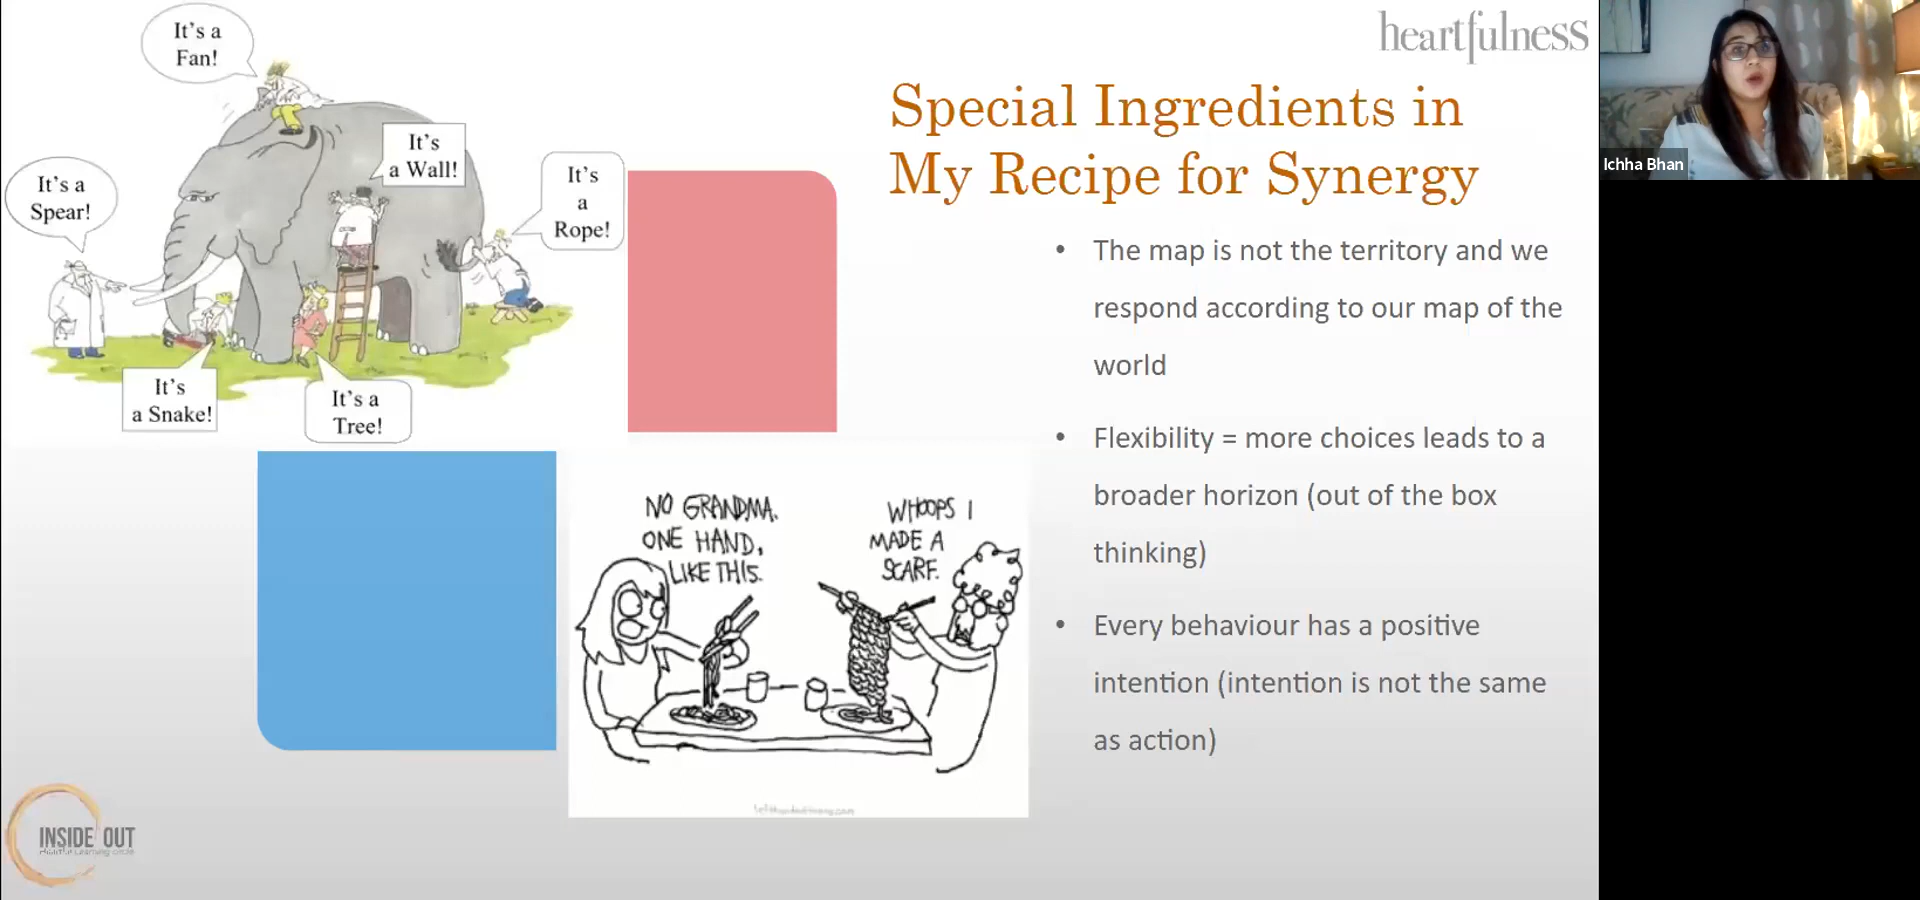 It's a
Fan!
It's
a Wall!
It's a
Spear!
It's
a
Rope!
It's
a Snake!
It's a
Tree!
heartfulness
Special Ingredients in
My Recipe for Synergy
• The map is not the territory and we
respond according to our map of the
world
• Flexibility = more choices leads to a
broader horizon (out of the box
thinking)
• Every behaviour has a positive
intention (intention is not the same
as action)
NO GRANDMA.
ONE HAND,
LIKE THIS.
WHOOPS I
MADE A
SCARF.
INSIDE OUT
Heartful Learning circle
Ichha Bhan